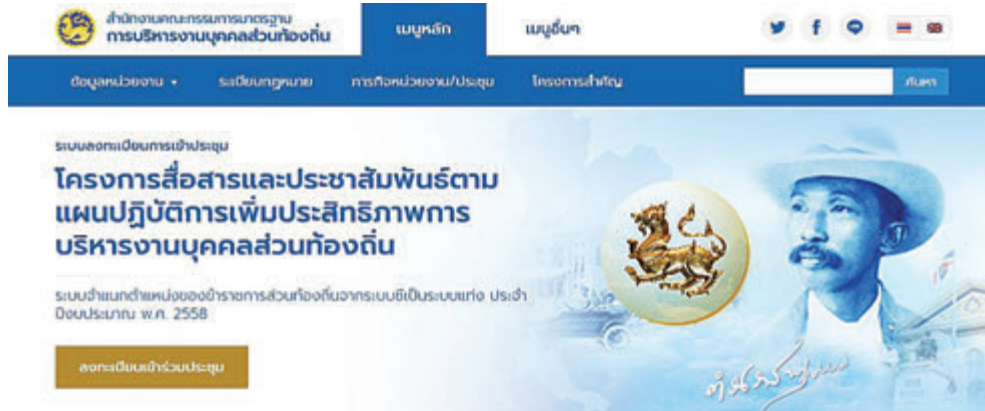 สำนักงานคณะกรรมการมาตรฐาน
การบริหารงานบุคคลส่วนท้องถิ่น
เมนูหลัก
เมนูอื่นๆ
ข้อมูลหน่วยงาน
ระเบียบกฎหมาย
ภารกิจหน่วยงาน/ประชุม
โครงการสำคัญ
ค้นหา
ระบบลงทะเบียนการเข้าประชุม
โครงการสื่อสารและประชาสัมพันธ์ตาม
แผนปฏิบัติการเพิ่มประสิทธิภาพการ
บริหารงานบุคคลส่วนท้องถิ่น
ระบบจำแนกตำแหน่งของข้าราชการส่วนท้องถิ่นจากระบบซีเป็นระบบแท่ง ประจำ
ปีงบประมาณ พ.ศ. 2558
ลงทะเบียนเข้าร่วมประชุม